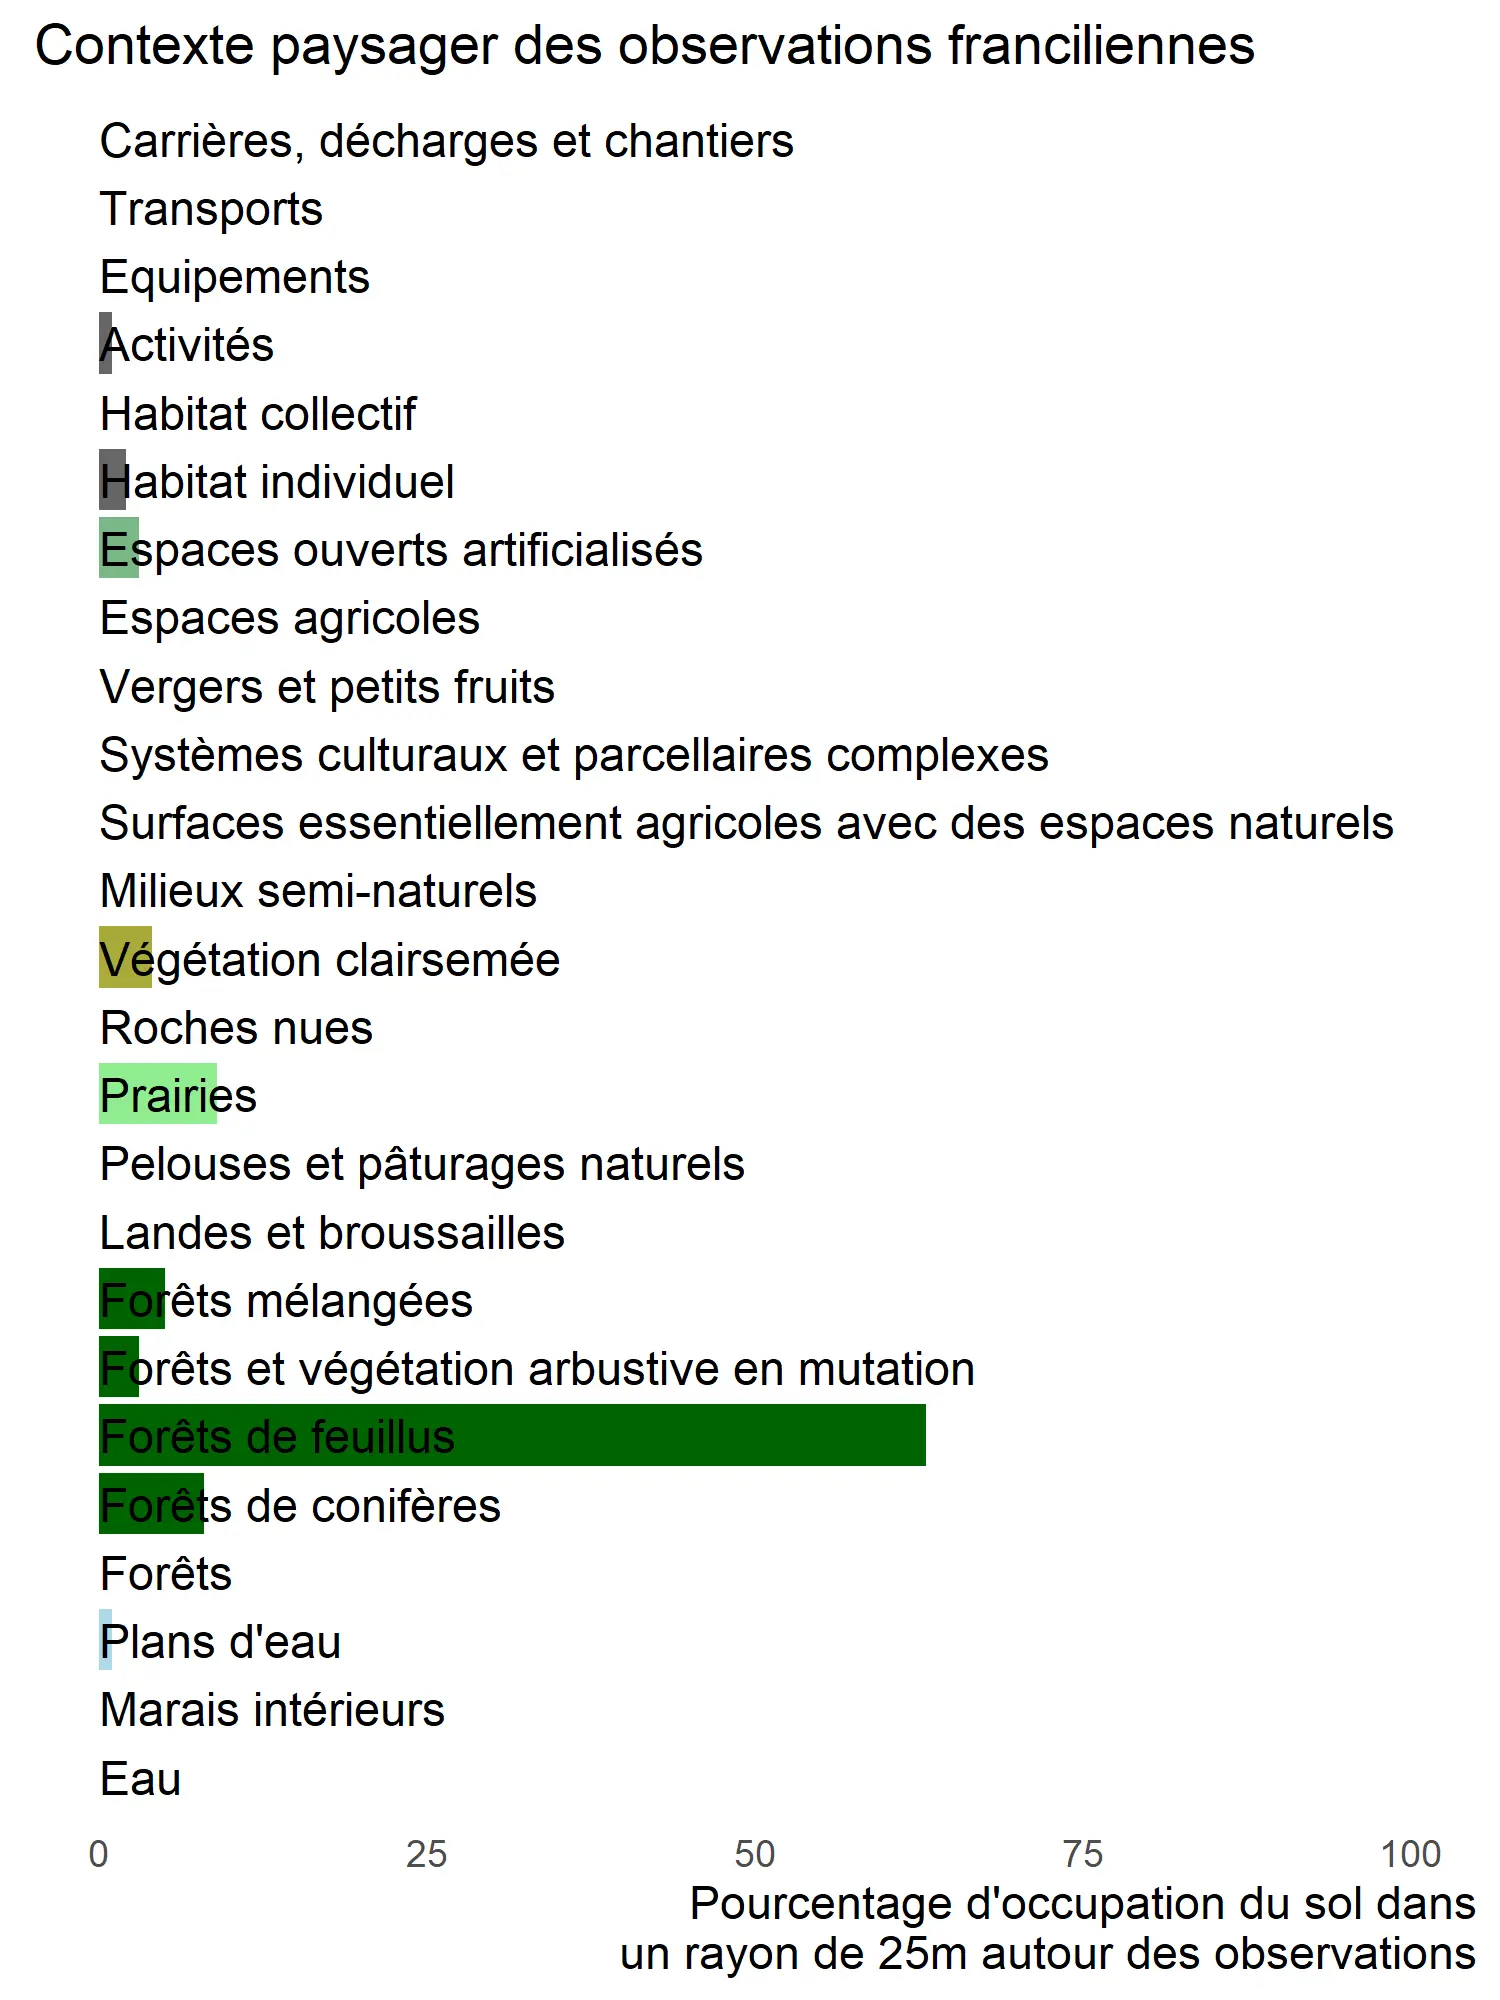 Contexte paysager des observations franciliennes
Carrières, décharges et chantiers
Transports
Equipements
Activités
Habitat collectif
Habitat individuel
Espaces ouverts artificialisés
Espaces agricoles
Vergers et petits fruits
Systèmes culturaux et parcellaires complexes
Surfaces essentiellement agricoles avec des espaces naturels
Milieux semi-naturels
Végétation clairsemée
Roches nues
Prairies
Pelouses et pâturages naturels
Landes et broussailles
Forêts mélangées
Forêts et végétation arbustive en mutation
Forêts de feuillus
Forêts de conifères
Forêts
Plans d'eau
Marais intérieurs
Eau
0 25 50 75 100
Pourcentage d'occupation du sol dans
un rayon de 25m autour des observations